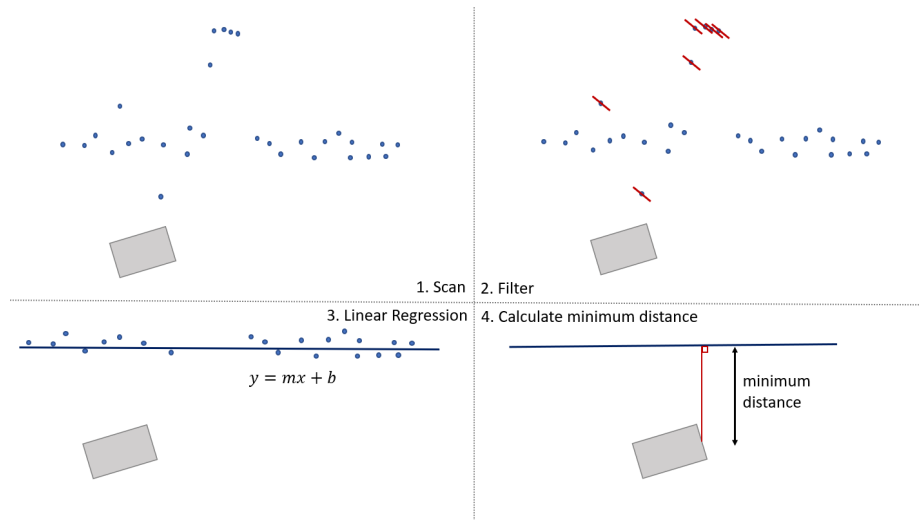 1. Scan
2. Filter
3. Linear Regression
4. Calculate minimum distance
y = mx + b
minimum
distance